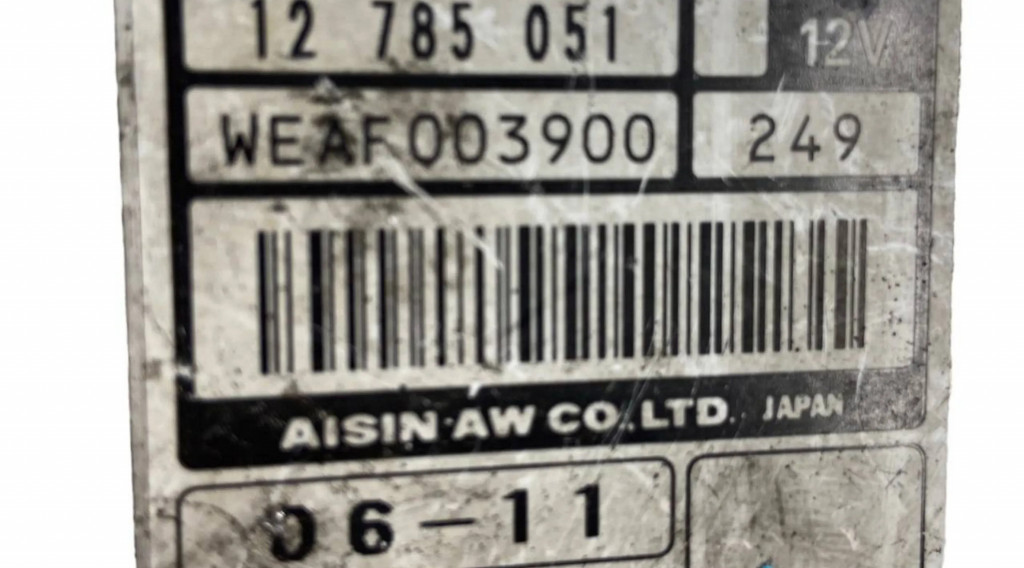 12 785 051 12V
WEAF003900 249
AISIN AW CO., LTD. JAPAN
06-11